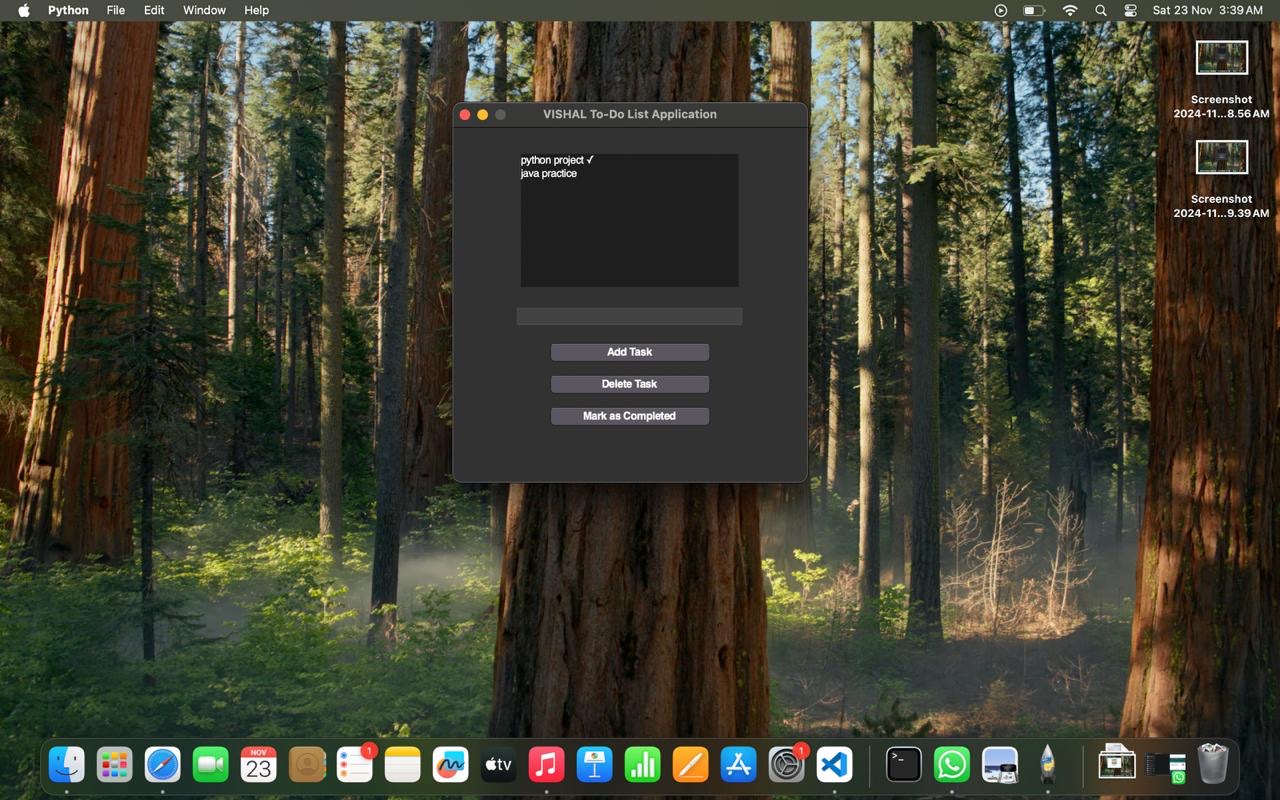 Python File Edit Window Help Sat 23 Nov 3:39 AM
Screenshot
2024-11...8.56 AM
Screenshot
2024-11...9.39 AM
VISHAL To-Do List Application
python project ✓
java practice
Add Task
Delete Task
Mark as Completed
NOV
23
1
tv
1
>_